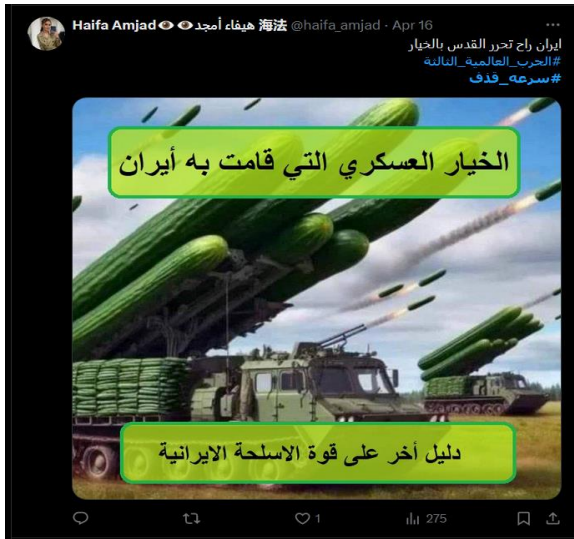 Haifa Amjad👁👁هيفاء أمجد 海法 @haifa_amjad · Apr 16
ايران راح تحرر القدس بالخيار
#الحرب_العالمية_الثالثة
#سرعه_قذف
الخيار العسكري التي قامت به أيران
دليل أخر على قوة الاسلحة الايرانية
1
275